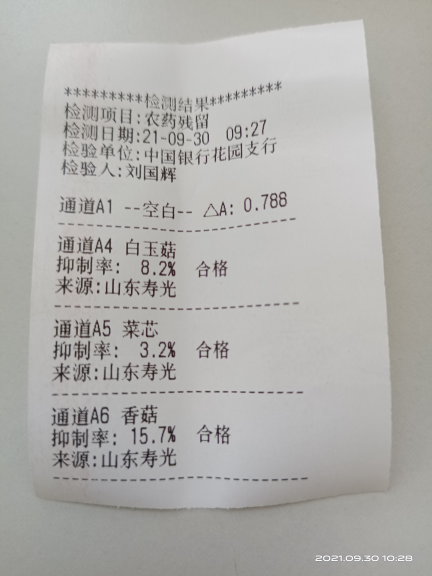 *********检测结果*********
检测项目:农药残留
检测日期:21-09-30 09:27
检验单位:中国银行花园支行
检验人:刘国辉
通道A1 --空白-- △A: 0.788
通道A4 白玉菇
抑制率: 8.2% 合格
来源:山东寿光
通道A5 菜芯
抑制率: 3.2% 合格
来源:山东寿光
通道A6 香菇
抑制率: 15.7% 合格
来源:山东寿光
2021.09.30 10:28